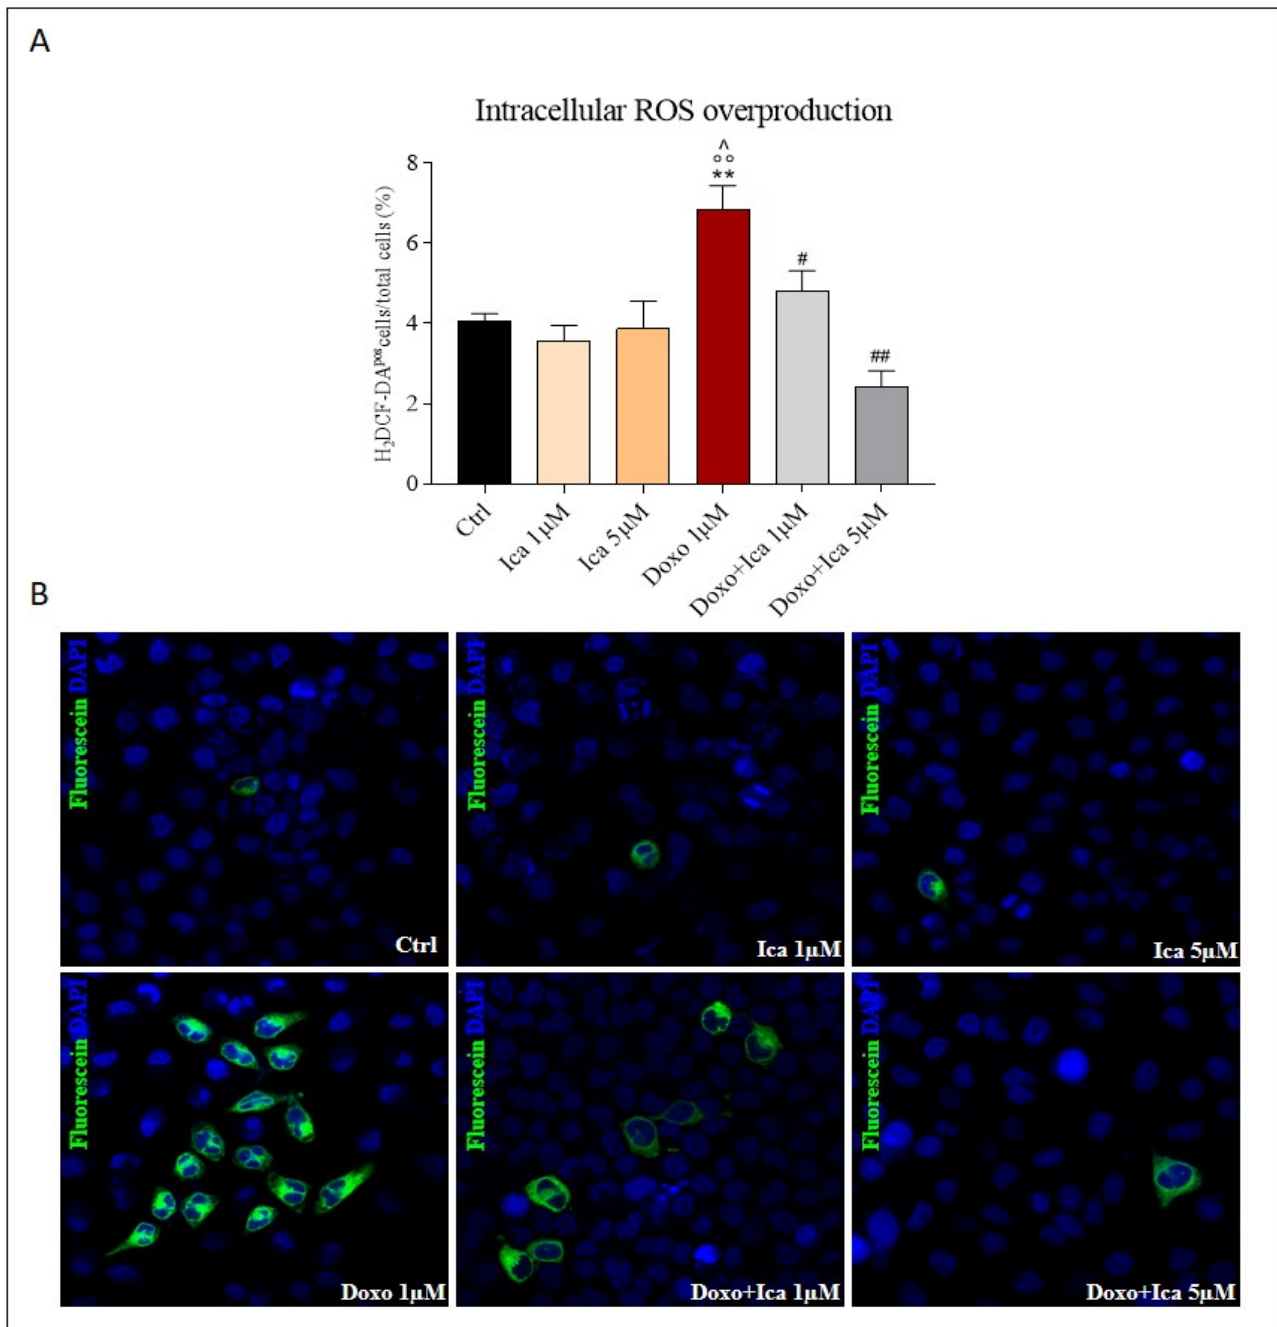 A
Intracellular ROS overproduction
^
°°
**
#
##
H₂DCF-DAᵖᵒˢcells/total cells (%)
8
6
4
2
0
Ctrl
Ica 1µM
Ica 5µM
Doxo 1µM
Doxo+Ica 1µM
Doxo+Ica 5µM
B
Fluorescein DAPI
Ctrl
Fluorescein DAPI
Ica 1µM
Fluorescein DAPI
Ica 5µM
Fluorescein DAPI
Doxo 1µM
Fluorescein DAPI
Doxo+Ica 1µM
Fluorescein DAPI
Doxo+Ica 5µM